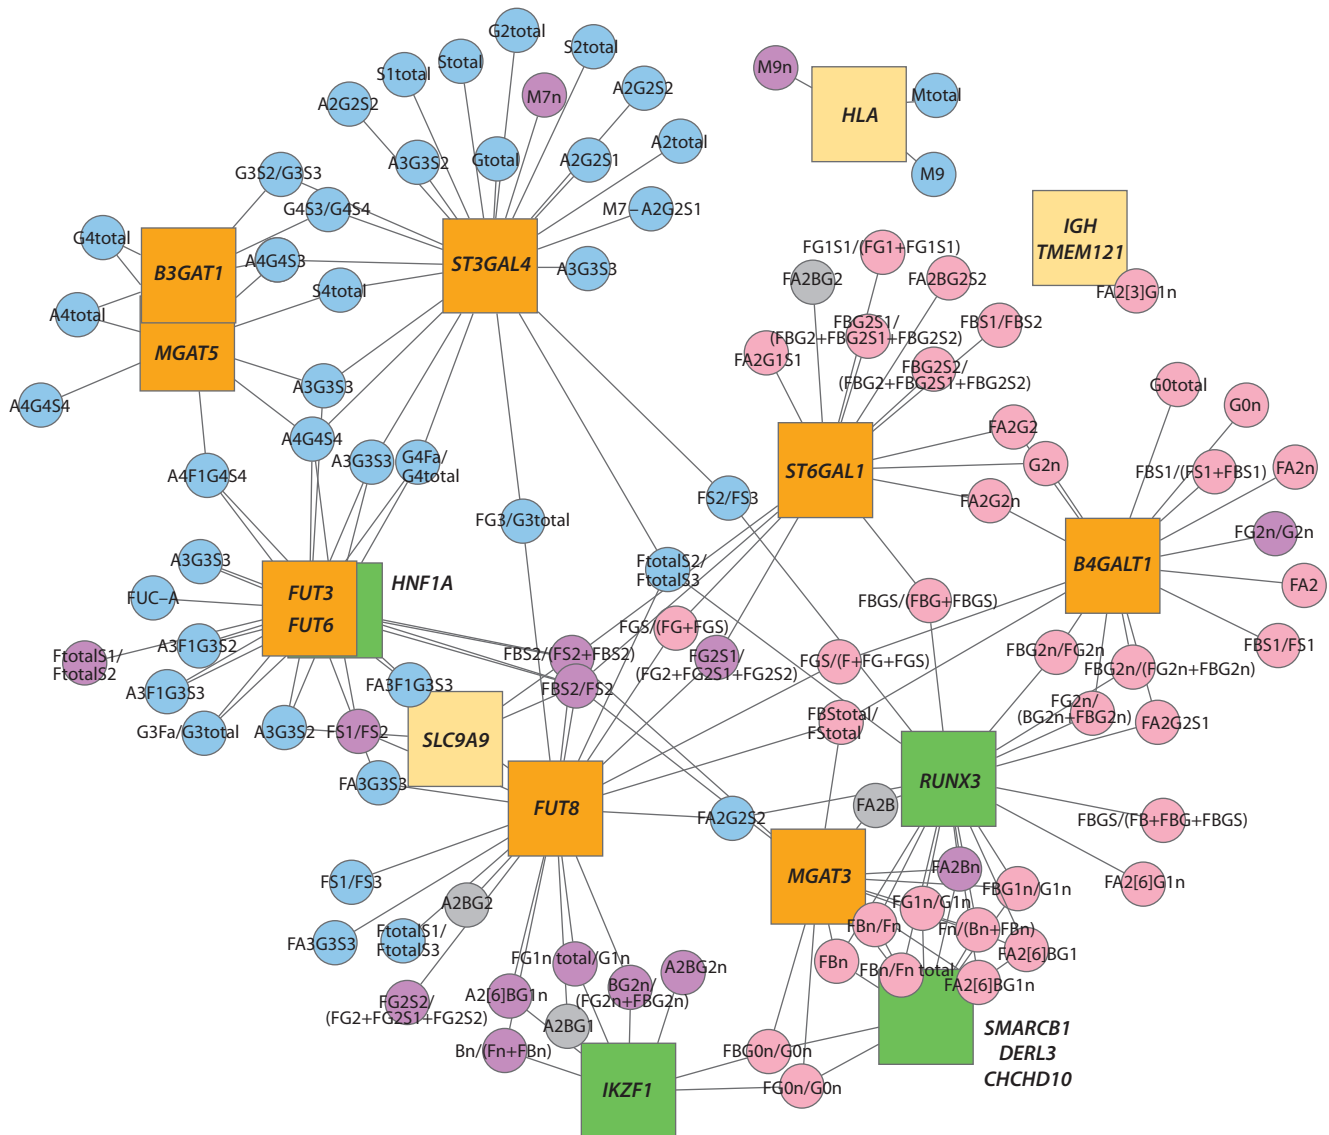 G2total
S2total
Stotal
S1total
M7n
A2G2S2
A2G2S2
M9n
Mtotal
HLA
A3G3S2
Gtotal
A2G2S1
A2total
M9
G3S2/G3S3
G4S3/G4S4
M7–A2G2S1
G4total
B3GAT1
A4G4S3
ST3GAL4
A3G3S3
S4total
A4total
MGAT5
A4G4S4
IGH
TMEM121
FA2[3]G1n
FG1S1/(FG1+FG1S1)
FA2BG2
FA2BG2S2
FBG2S1/
(FBG2+FBG2S1+FBG2S2)
FBS1/FBS2
FA2G1S1
FBG2S2/
(FBG2+FBG2S1+FBG2S2)
A3G3S3
A4G4S4
A3G3S3
G4Fa/
G4total
A4F1G4S4
G0total
G0n
FA2G2
G2n
FBS1/(FS1+FBS1)
FA2n
ST6GAL1
FS2/FS3
FA2G2n
FG3/G3total
FG2n/G2n
B4GALT1
FA2
A3G3S3
FUC–A
FUT3
FUT6
HNF1A
FtotalS2/
FtotalS3
FBGS/(FBG+FBGS)
FGS/(FG+FGS)
A3F1G3S2
FtotalS1/
FtotalS2
FBS2/(FS2+FBS2)
FBS2/FS2
FG2S1/
(FG2+FG2S1+FG2S2)
FGS/(F+FG+FGS)
FBG2n/FG2n
FBS1/FS1
FBG2n/(FG2n+FBG2n)
A3F1G3S3
FA3F1G3S3
G3Fa/G3total
A3G3S2
FS1/FS2
SLC9A9
FBStotal/
FStotal
FG2n/
(BG2n+FBG2n)
FA2G2S1
FA3G3S3
FUT8
RUNX3
FA2G2S2
FA2B
FBGS/(FB+FBG+FBGS)
MGAT3
FA2Bn
FS1/FS3
FBG1n/G1n
FA2[6]G1n
A2BG2
FG1n/G1n
FBn/Fn
Fn/(Bn+FBn)
FA3G3S3
FtotalS1/
FtotalS3
FA2[6]BG1
FG1n total/G1n
FBn
FBn/Fn total
FA2[6]BG1n
A2BG2n
BG2n/
(FG2n+FBG2n)
A2[6]BG1n
FG2S2/
(FG2+FG2S1+FG2S2)
A2BG1
Bn/(Fn+FBn)
FBG0n/G0n
SMARCB1
DERL3
CHCHD10
IKZF1
FG0n/G0n